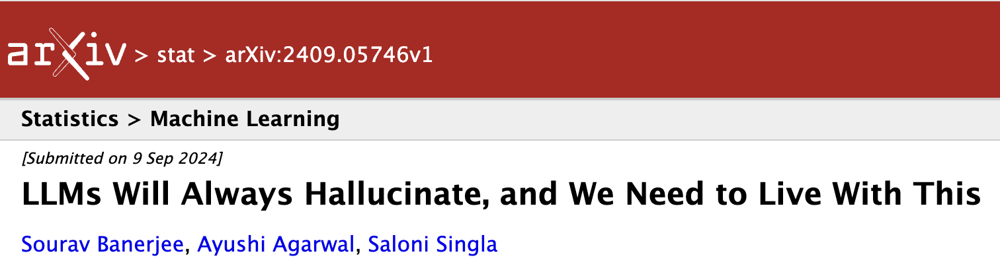 arXiv > stat > arXiv:2409.05746v1
Statistics > Machine Learning
[Submitted on 9 Sep 2024]
LLMs Will Always Hallucinate, and We Need to Live With This
Sourav Banerjee, Ayushi Agarwal, Saloni Singla